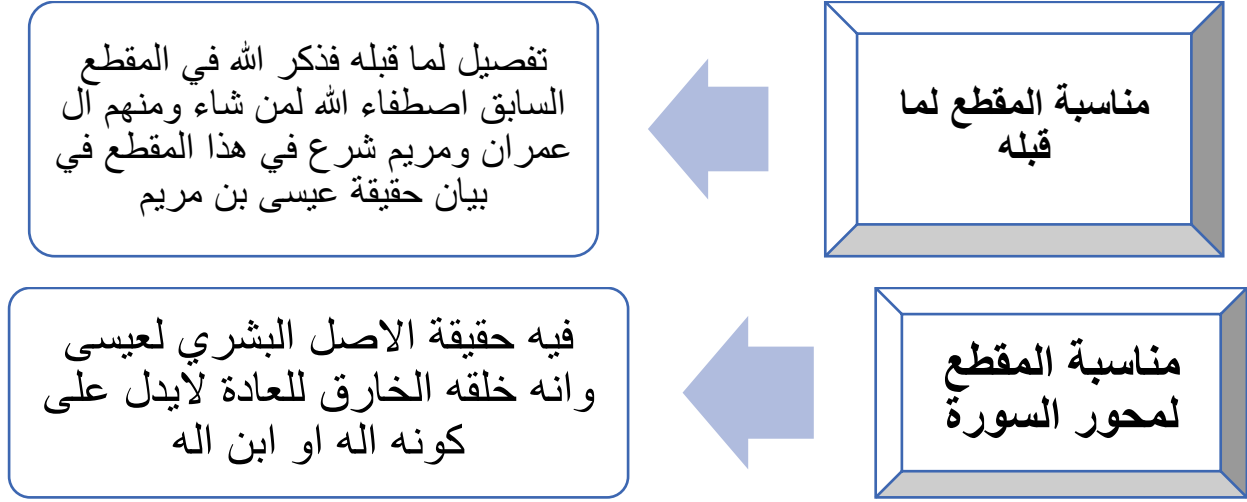 مناسبة المقطع لما
قبله
تفصيل لما قبله فذكر الله في المقطع
السابق اصطفاء الله لمن شاء ومنهم ال
عمران ومريم شرع في هذا المقطع في
بيان حقيقة عيسى بن مريم
مناسبة المقطع
لمحور السورة
فيه حقيقة الاصل البشري لعيسى
وانه خلقه الخارق للعادة لايدل على
كونه اله او ابن اله